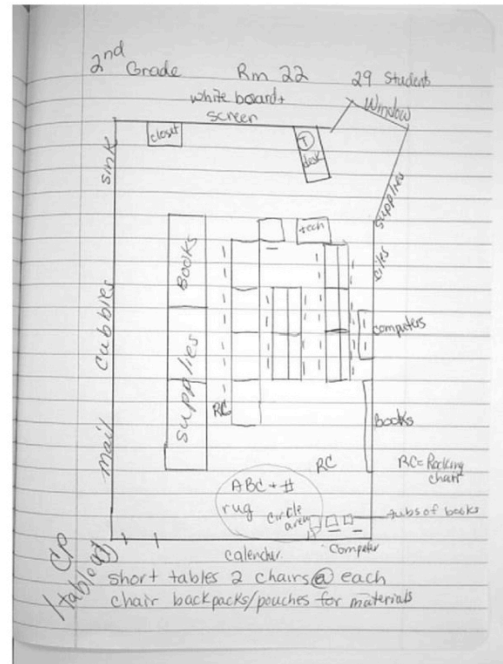 2nd Grade Rm 22 29 Students
white board +
screen
Window
closet
T
desk
sink
supplies
tech
Books
computers
Cubbies
supplies
RC
Books
Mail
RC
RC = Rocking
chair
ABC + #
rug
circle
area
tubs of books
calender
Computer
short tables 2 chairs @ each
chair backpacks/pouches for materials